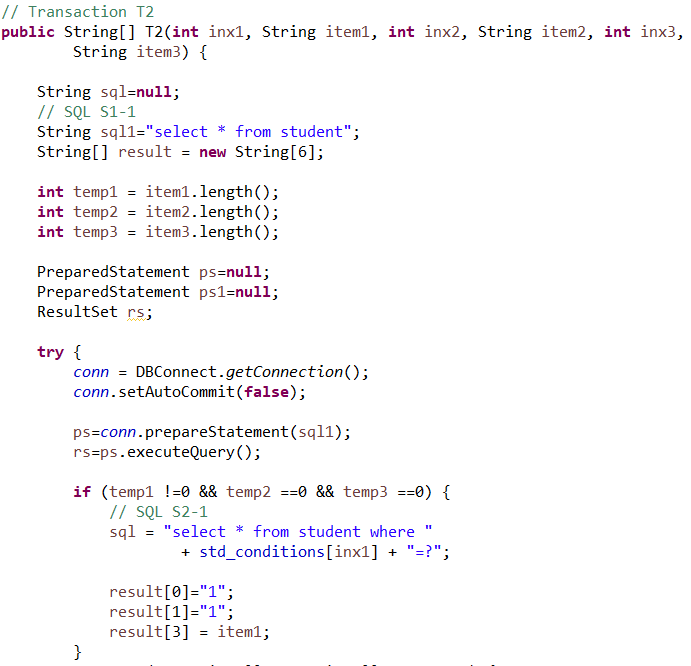 // Transaction T2
public String[] T2(int inx1, String item1, int inx2, String item2, int inx3,
        String item3) {
    String sql=null;
    // SQL S1-1
    String sql1="select * from student";
    String[] result = new String[6];
    int temp1 = item1.length();
    int temp2 = item2.length();
    int temp3 = item3.length();
    PreparedStatement ps=null;
    PreparedStatement ps1=null;
    ResultSet rs;
    try {
        conn = DBConnect.getConnection();
        conn.setAutoCommit(false);
        ps=conn.prepareStatement(sql1);
        rs=ps.executeQuery();
        if (temp1 !=0 && temp2 ==0 && temp3 ==0) {
            // SQL S2-1
            sql = "select * from student where "
                    + std_conditions[inx1] + "=?";
            result[0]="1";
            result[1]="1";
            result[3] = item1;
        }